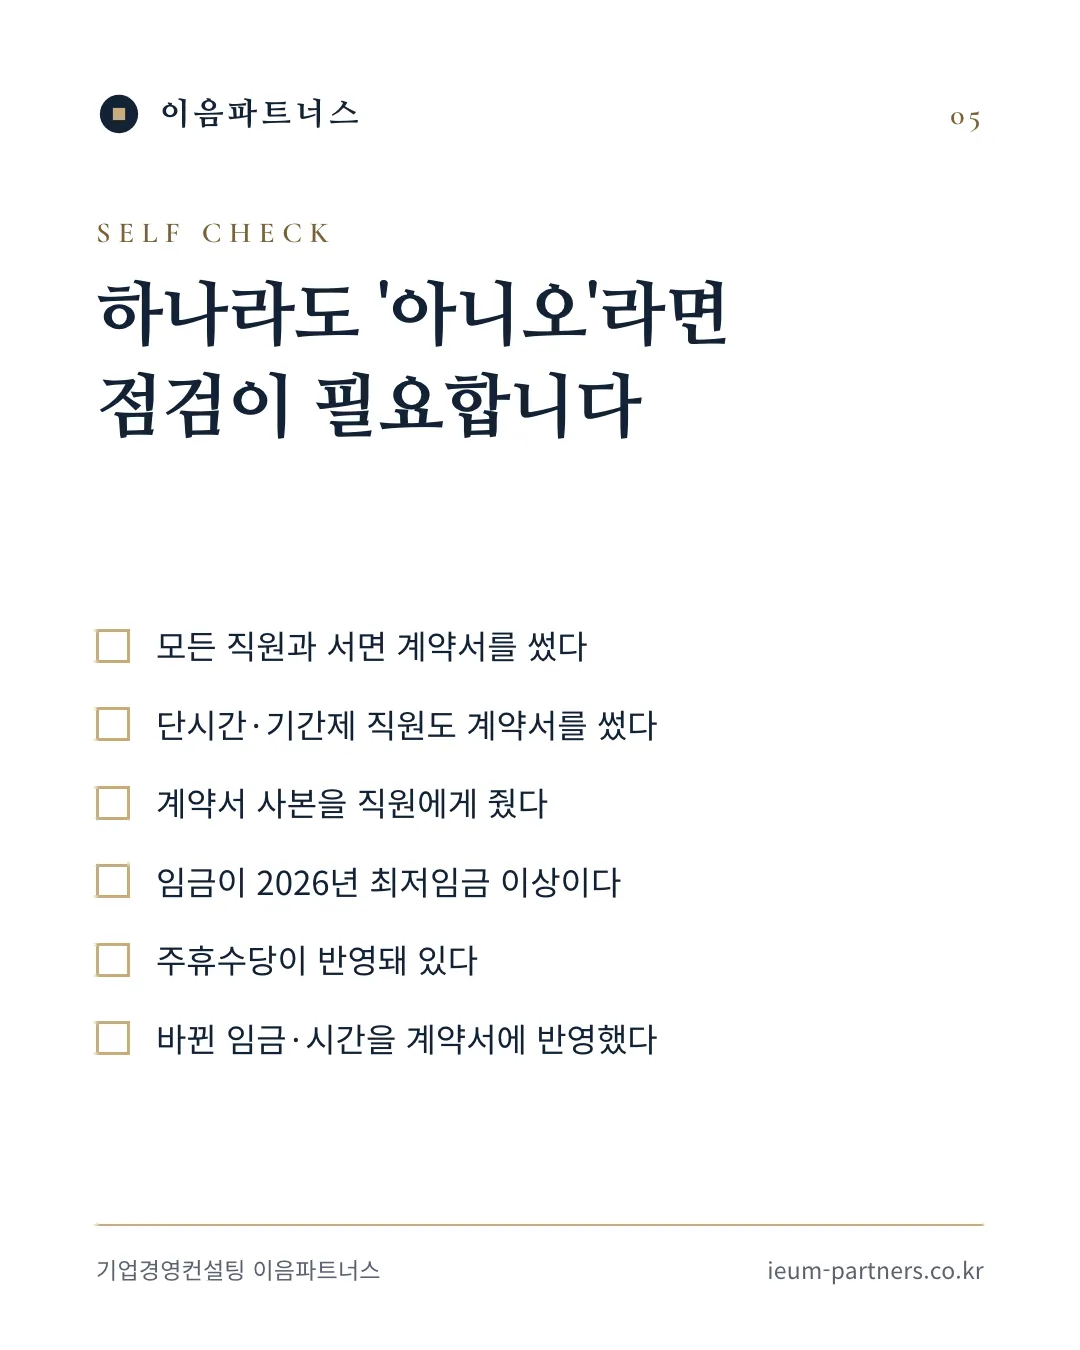 이음파트너스
05
SELF CHECK
하나라도 '아니오'라면
점검이 필요합니다
모든 직원과 서면 계약서를 썼다
단시간·기간제 직원도 계약서를 썼다
계약서 사본을 직원에게 줬다
임금이 2026년 최저임금 이상이다
주휴수당이 반영돼 있다
바뀐 임금·시간을 계약서에 반영했다
기업경영컨설팅 이음파트너스
ieum-partners.co.kr